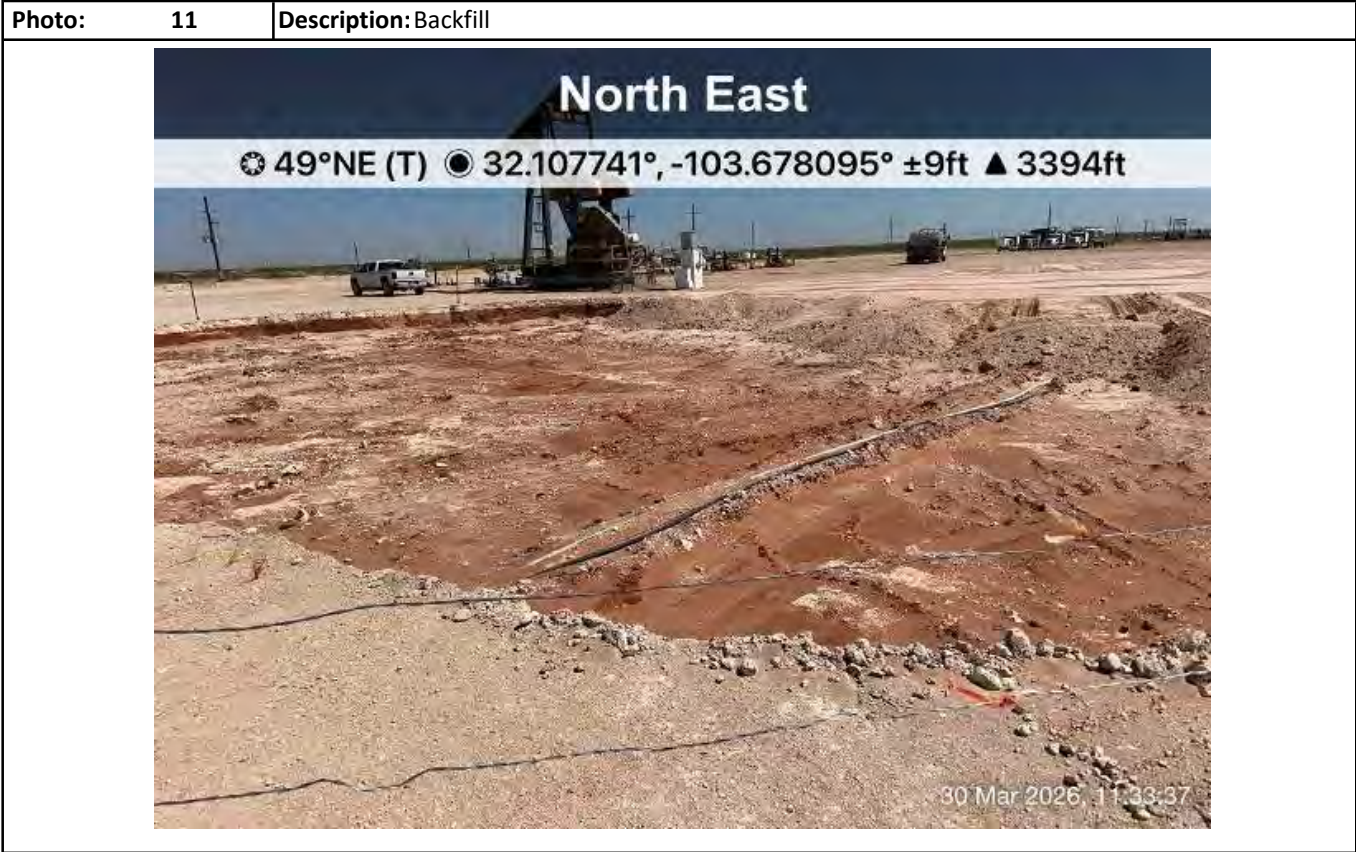 Photo: 11 Description: Backfill
North East
49°NE (T) 32.107741°, -103.678095° ±9ft ▲ 3394ft
30 Mar 2026, 11:33:37